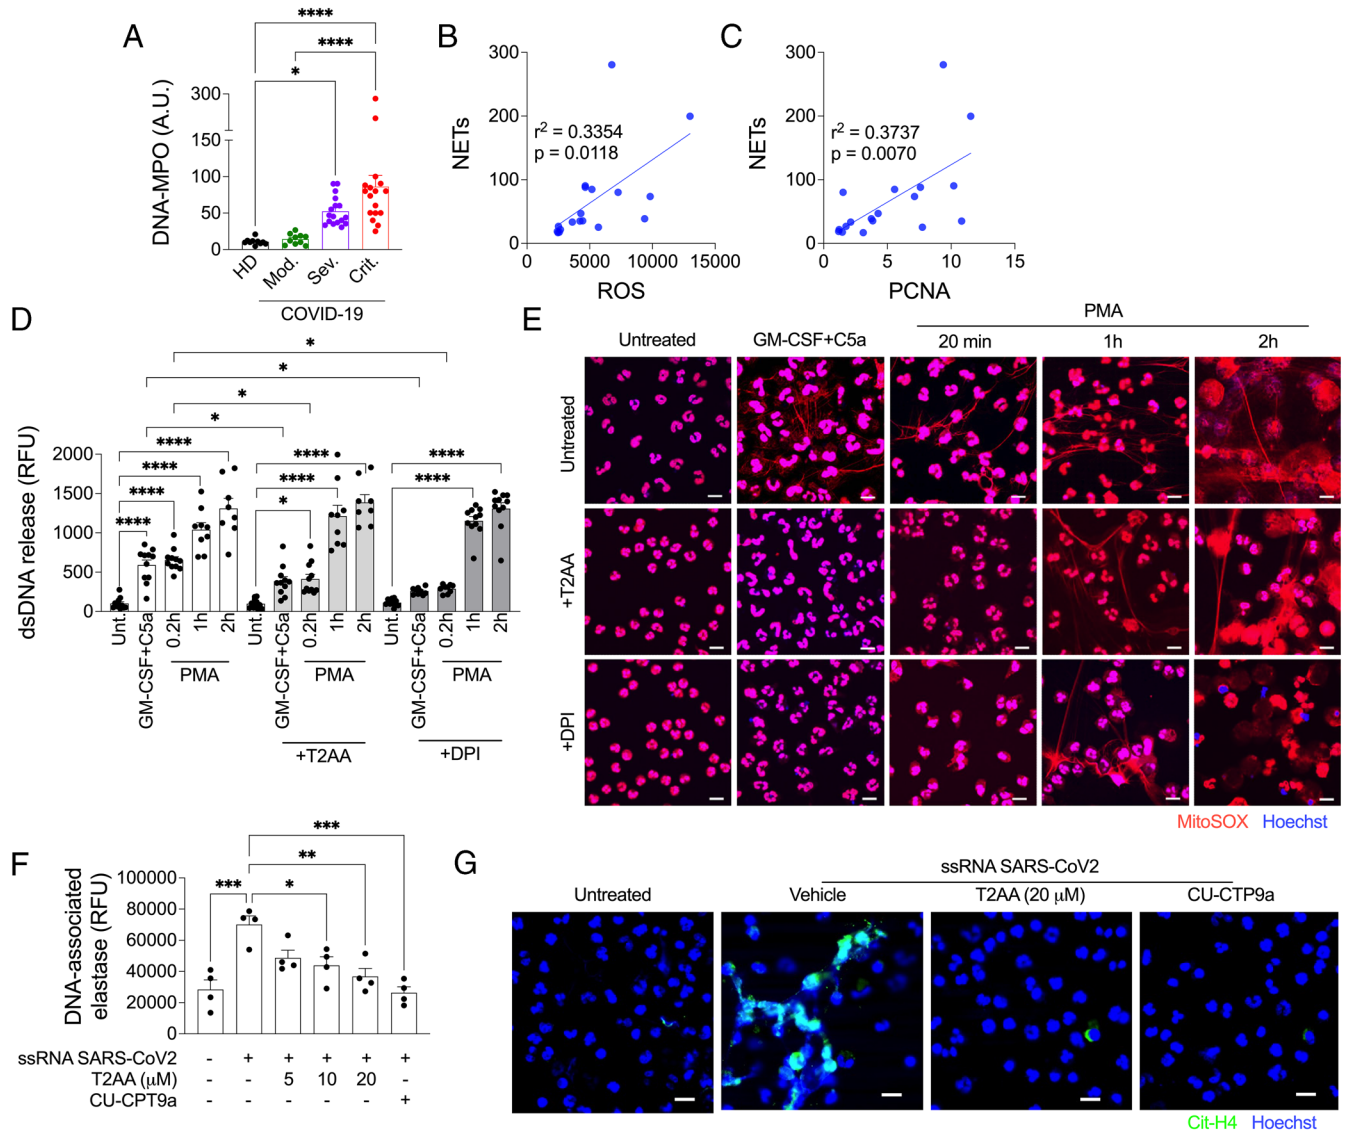 A
DNA-MPO (A.U.)
300
150
100
50
0
****
****
*
HD
Mod.
Sev.
Crit.
COVID-19
B
NETs
300
200
100
0
r2 = 0.3354
p = 0.0118
0
5000
10000
15000
ROS
C
NETs
300
200
100
0
r2 = 0.3737
p = 0.0070
0
5
10
15
PCNA
D
dsDNA release (RFU)
*
*
*
*
****
****
****
****
****
****
*
****
****
2000
1500
1000
500
0
Unt.
GM-CSF+C5a
0.2h
1h
2h
Unt.
GM-CSF+C5a
0.2h
1h
2h
Unt.
GM-CSF+C5a
0.2h
1h
2h
PMA
PMA
PMA
+T2AA
+DPI
E
PMA
Untreated
GM-CSF+C5a
20 min
1h
2h
Untreated
+T2AA
+DPI
MitoSOX Hoechst
F
DNA-associated
elastase (RFU)
***
**
***
*
100000
80000
60000
40000
20000
0
ssRNA SARS-CoV2 - + + + + +
T2AA (μM) - - 5 10 20 -
CU-CPT9a - - - - - +
G
ssRNA SARS-CoV2
Untreated
Vehicle
T2AA (20 μM)
CU-CTP9a
Cit-H4 Hoechst